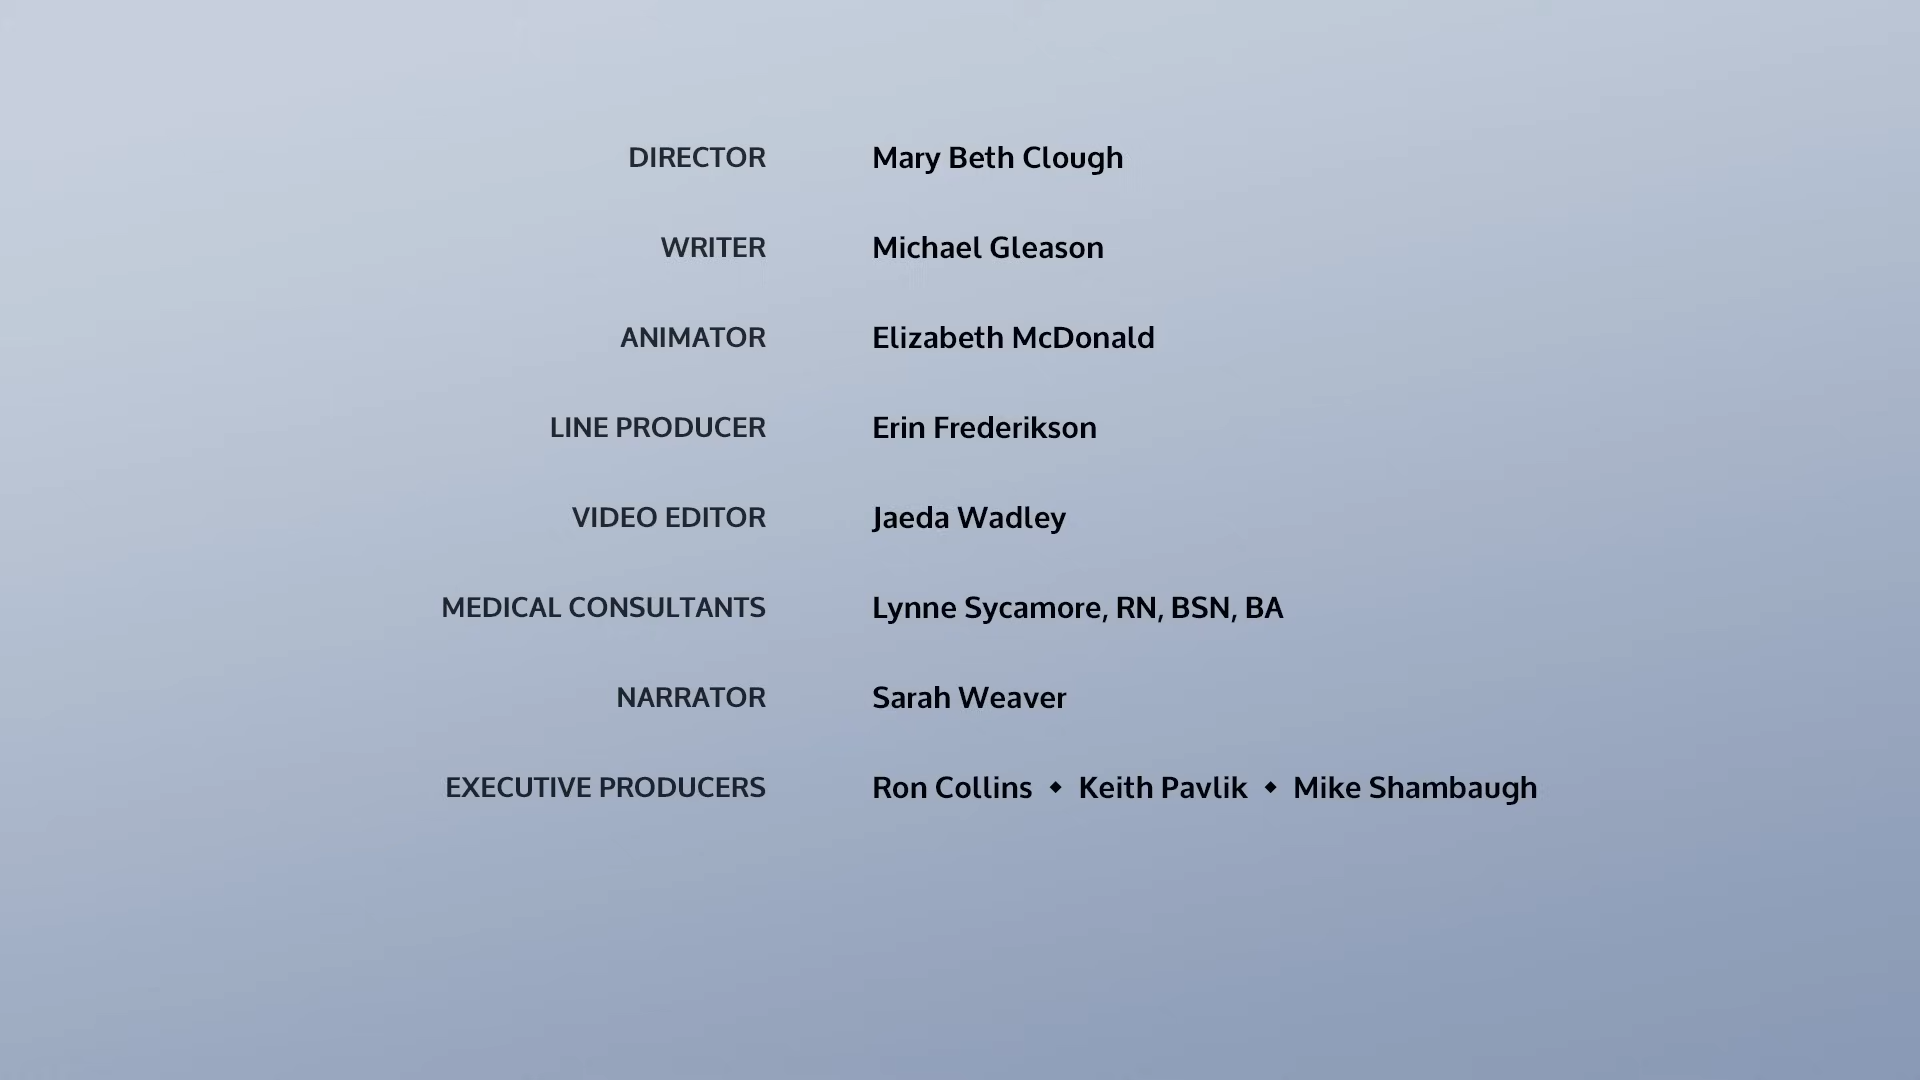 DIRECTOR Mary Beth Clough
WRITER Michael Gleason
ANIMATOR Elizabeth McDonald
LINE PRODUCER Erin Frederikson
VIDEO EDITOR Jaeda Wadley
MEDICAL CONSULTANTS Lynne Sycamore, RN, BSN, BA
NARRATOR Sarah Weaver
EXECUTIVE PRODUCERS Ron Collins ◆ Keith Pavlik ◆ Mike Shambaugh